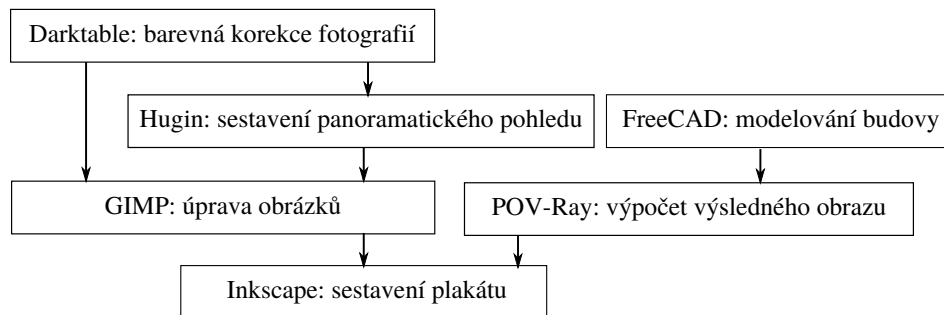 Darktable: barevná korekce fotografií
Hugin: sestavení panoramatického pohledu
FreeCAD: modelování budovy
GIMP: úprava obrázků
POV-Ray: výpočet výsledného obrazu
Inkscape: sestavení plakátu